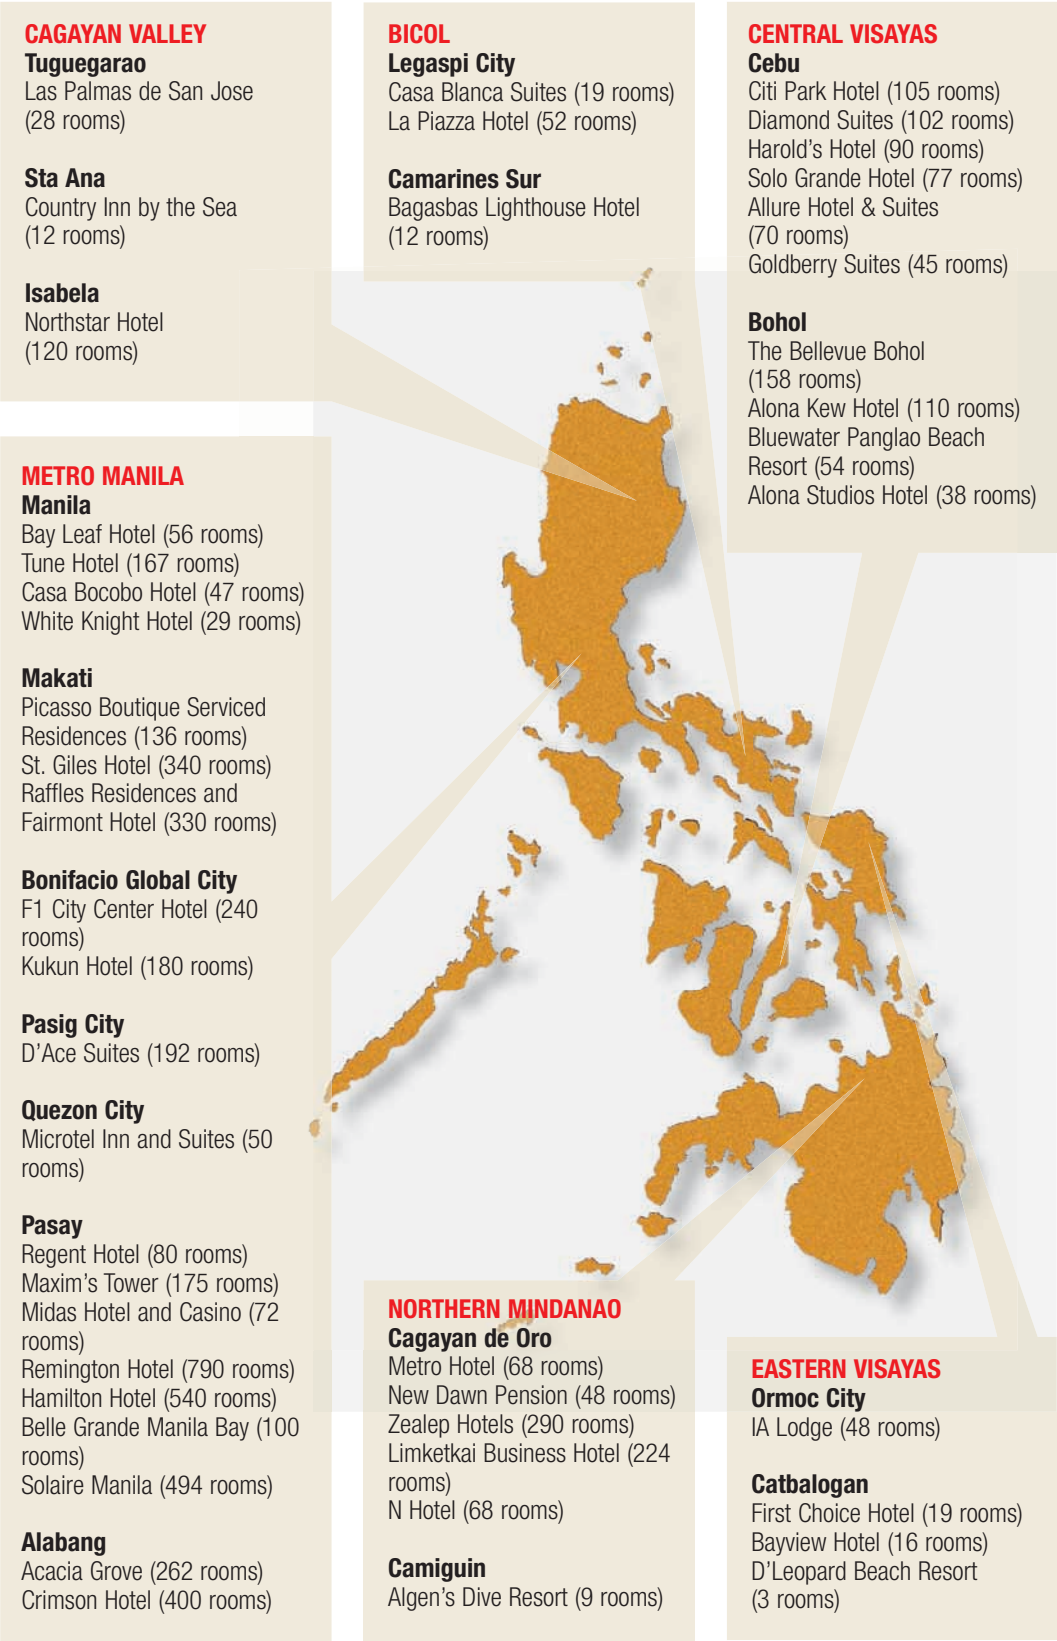 CAGAYAN VALLEY
Tuguegarao
Las Palmas de San Jose
(28 rooms)
Sta Ana
Country Inn by the Sea
(12 rooms)
Isabela
Northstar Hotel
(120 rooms)
METRO MANILA
Manila
Bay Leaf Hotel (56 rooms)
Tune Hotel (167 rooms)
Casa Bocobo Hotel (47 rooms)
White Knight Hotel (29 rooms)
Makati
Picasso Boutique Serviced
Residences (136 rooms)
St. Giles Hotel (340 rooms)
Raffles Residences and
Fairmont Hotel (330 rooms)
Bonifacio Global City
F1 City Center Hotel (240
rooms)
Kukun Hotel (180 rooms)
Pasig City
D'Ace Suites (192 rooms)
Quezon City
Microtel Inn and Suites (50
rooms)
Pasay
Regent Hotel (80 rooms)
Maxim's Tower (175 rooms)
Midas Hotel and Casino (72
rooms)
Remington Hotel (790 rooms)
Hamilton Hotel (540 rooms)
Belle Grande Manila Bay (100
rooms)
Solaire Manila (494 rooms)
Alabang
Acacia Grove (262 rooms)
Crimson Hotel (400 rooms)
BICOL
Legaspi City
Casa Blanca Suites (19 rooms)
La Piazza Hotel (52 rooms)
Camarines Sur
Bagasbas Lighthouse Hotel
(12 rooms)
NORTHERN MINDANAO
Cagayan de Oro
Metro Hotel (68 rooms)
New Dawn Pension (48 rooms)
Zealep Hotels (290 rooms)
Limketkai Business Hotel (224
rooms)
N Hotel (68 rooms)
Camiguin
Algen's Dive Resort (9 rooms)
CENTRAL VISAYAS
Cebu
Citi Park Hotel (105 rooms)
Diamond Suites (102 rooms)
Harold's Hotel (90 rooms)
Solo Grande Hotel (77 rooms)
Allure Hotel & Suites
(70 rooms)
Goldberry Suites (45 rooms)
Bohol
The Bellevue Bohol
(158 rooms)
Alona Kew Hotel (110 rooms)
Bluewater Panglao Beach
Resort (54 rooms)
Alona Studios Hotel (38 rooms)
EASTERN VISAYAS
Ormoc City
IA Lodge (48 rooms)
Catbalogan
First Choice Hotel (19 rooms)
Bayview Hotel (16 rooms)
D'Leopard Beach Resort
(3 rooms)